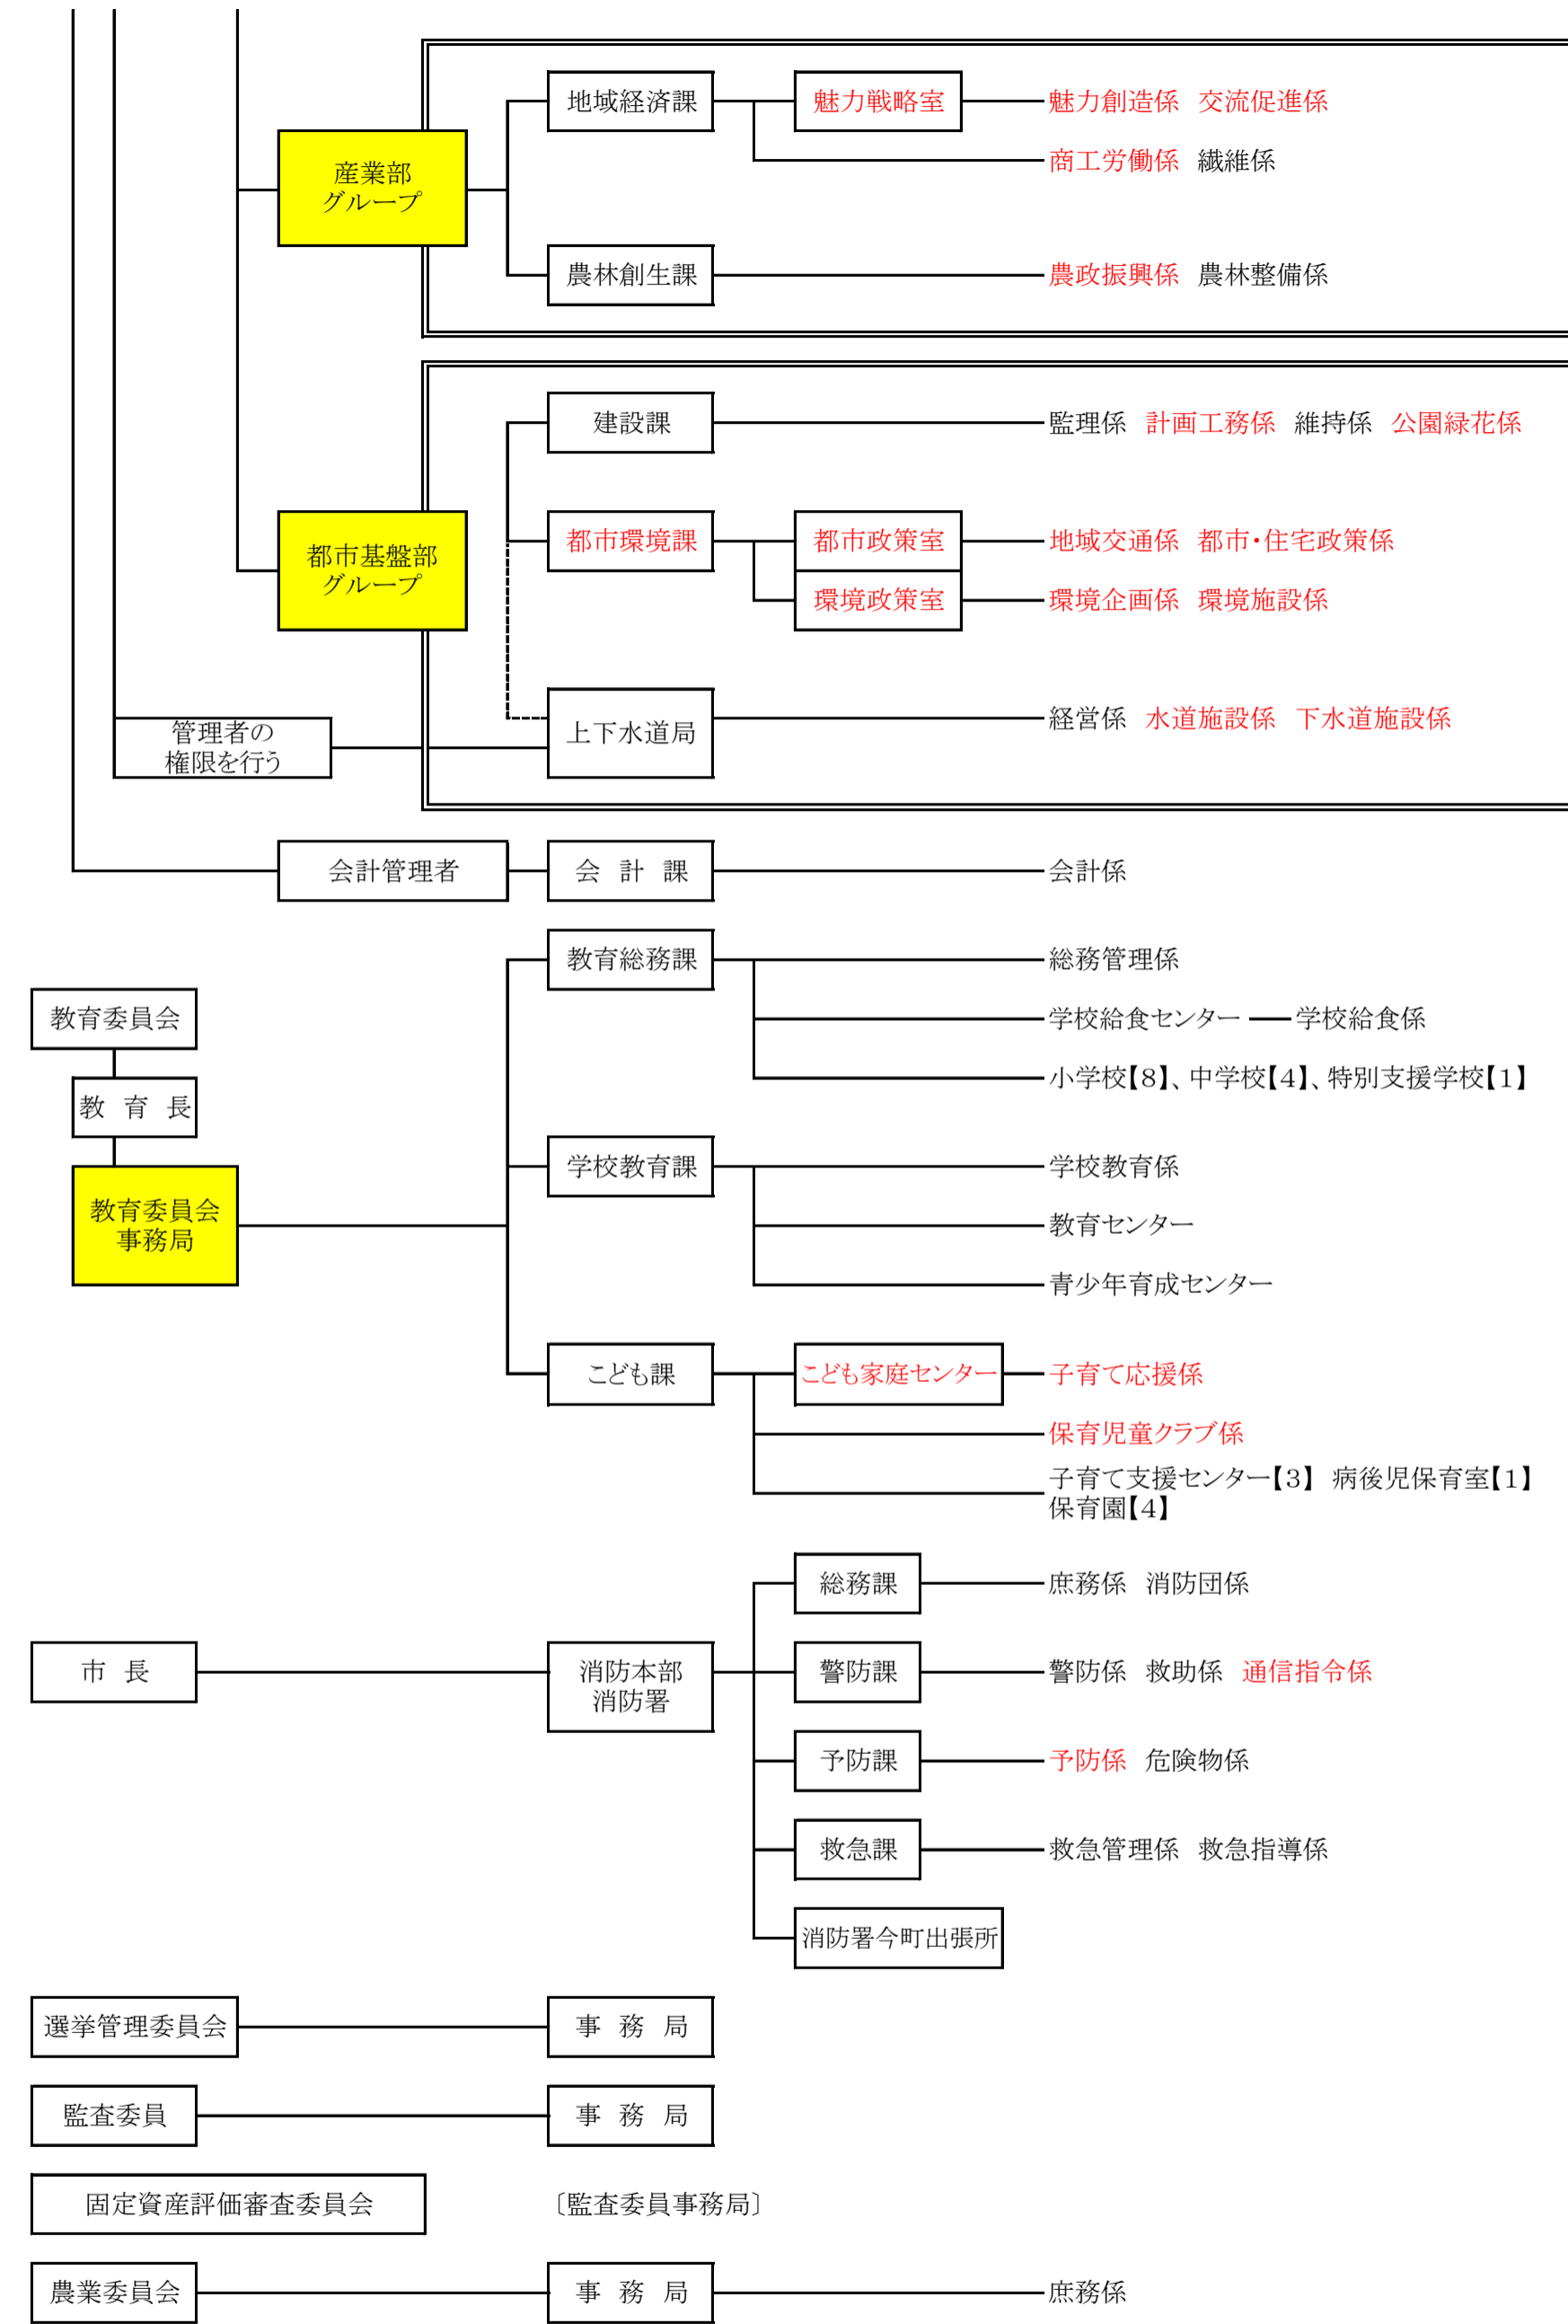 地域経済課 魅力戦略室 魅力創造係 交流促進係
商工労働係 繊維係
産業部
グループ
農林創生課 農政振興係 農林整備係
建設課 監理係 計画工務係 維持係 公園緑花係
都市環境課 都市政策室 地域交通係 都市・住宅政策係
都市基盤部
グループ
環境政策室 環境企画係 環境施設係
管理者の
権限を行う
上下水道局 経営係 水道施設係 下水道施設係
会計管理者 会 計 課 会計係
教育総務課 総務管理係
教育委員会 学校給食センター 学校給食係
小学校【8】、中学校【4】、特別支援学校【1】
教 育 長
学校教育課 学校教育係
教育委員会
事務局
教育センター
青少年育成センター
こども課 こども家庭センター 子育て応援係
保育児童クラブ係
子育て支援センター【3】 病後児保育室【1】
保育園【4】
総務課 庶務係 消防団係
市 長 消防本部
消防署
警防課 警防係 救助係 通信指令係
予防課 予防係 危険物係
救急課 救急管理係 救急指導係
消防署今町出張所
選挙管理委員会 事 務 局
監査委員 事 務 局
固定資産評価審査委員会 〔監査委員事務局〕
農業委員会 事 務 局 庶務係